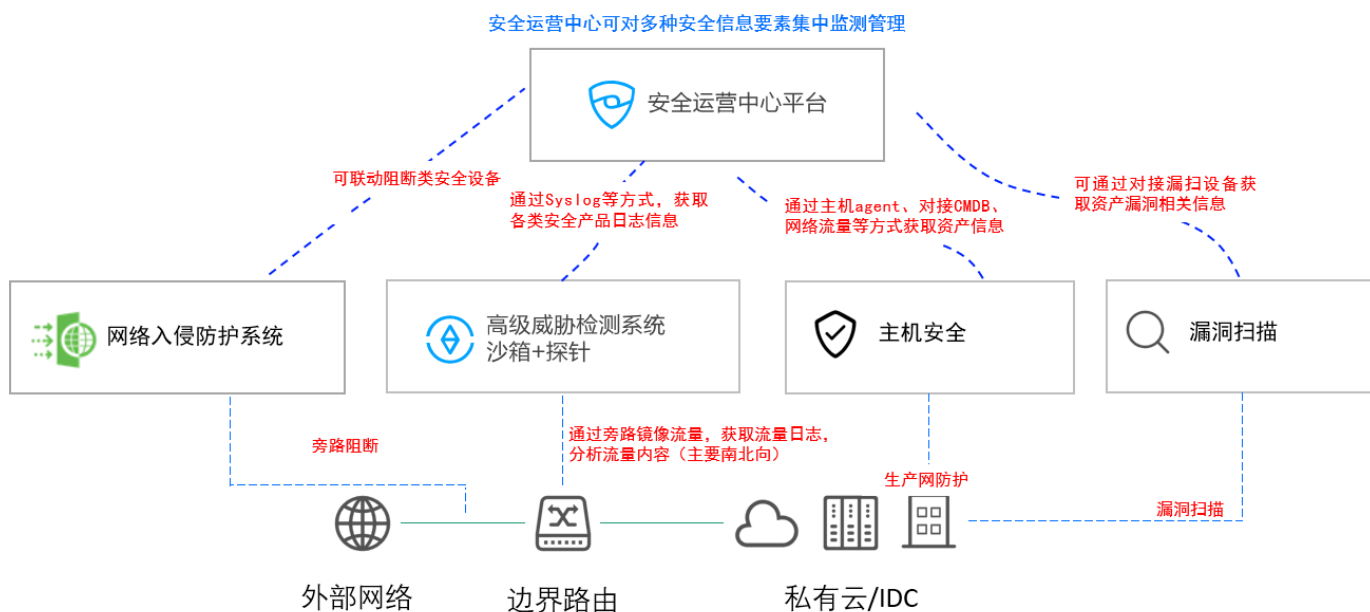 安全运营中心可对多种安全信息要素集中监测管理
安全运营中心平台
可联动阻断类安全设备
通过Syslog等方式，获取
各类安全产品日志信息
通过主机agent、对接CMDB、
网络流量等方式获取资产信息
可通过对接漏扫设备获
取资产漏洞相关信息
网络入侵防护系统
高级威胁检测系统
沙箱+探针
主机安全
漏洞扫描
旁路阻断
通过旁路镜像流量，获取流量日志，
分析流量内容（主要南北向）
生产网防护
漏洞扫描
外部网络
边界路由
私有云/IDC